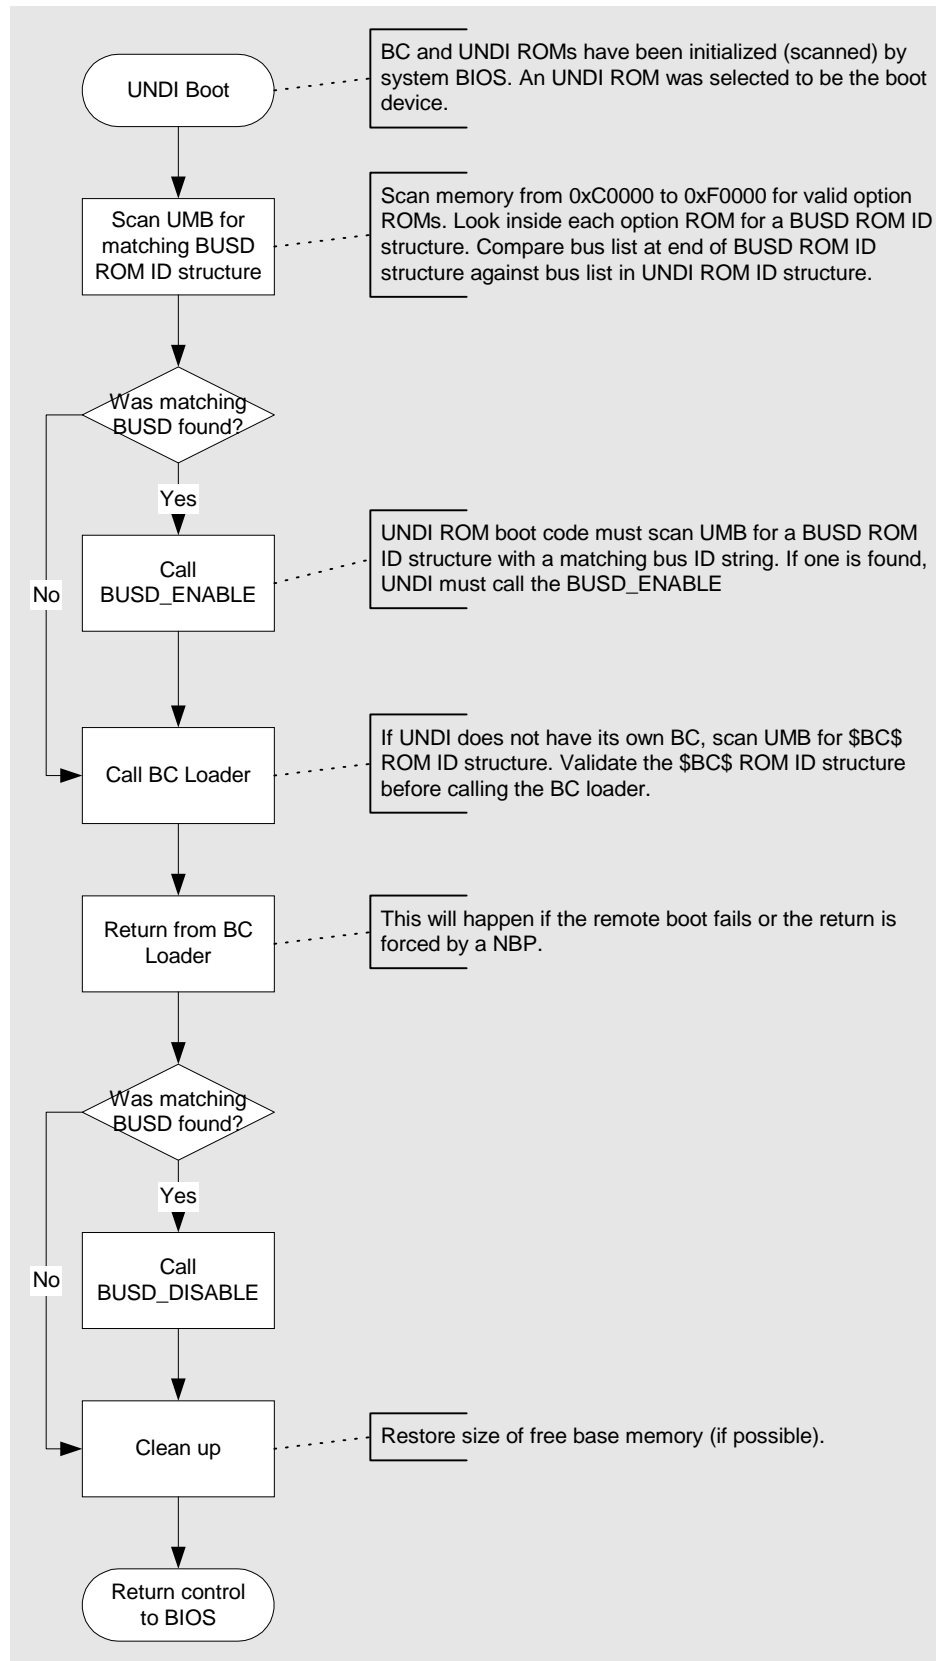 UNDI Boot
BC and UNDI ROMs have been initialized (scanned) by
system BIOS. An UNDI ROM was selected to be the boot
device.
Scan UMB for
matching BUSD
ROM ID structure
Scan memory from 0xC0000 to 0xF0000 for valid option
ROMs. Look inside each option ROM for a BUSD ROM ID
structure. Compare bus list at end of BUSD ROM ID
structure against bus list in UNDI ROM ID structure.
Was matching
BUSD found?
Yes
No
Call
BUSD_ENABLE
UNDI ROM boot code must scan UMB for a BUSD ROM
ID structure with a matching bus ID string. If one is found,
UNDI must call the BUSD_ENABLE
Call BC Loader
If UNDI does not have its own BC, scan UMB for $BC$
ROM ID structure. Validate the $BC$ ROM ID structure
before calling the BC loader.
Return from BC
Loader
This will happen if the remote boot fails or the return is
forced by a NBP.
Was matching
BUSD found?
Yes
No
Call
BUSD_DISABLE
Clean up
Restore size of free base memory (if possible).
Return control
to BIOS